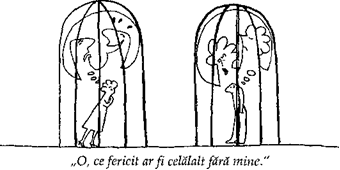 „O, ce fericit ar fi celălalt fără mine.“